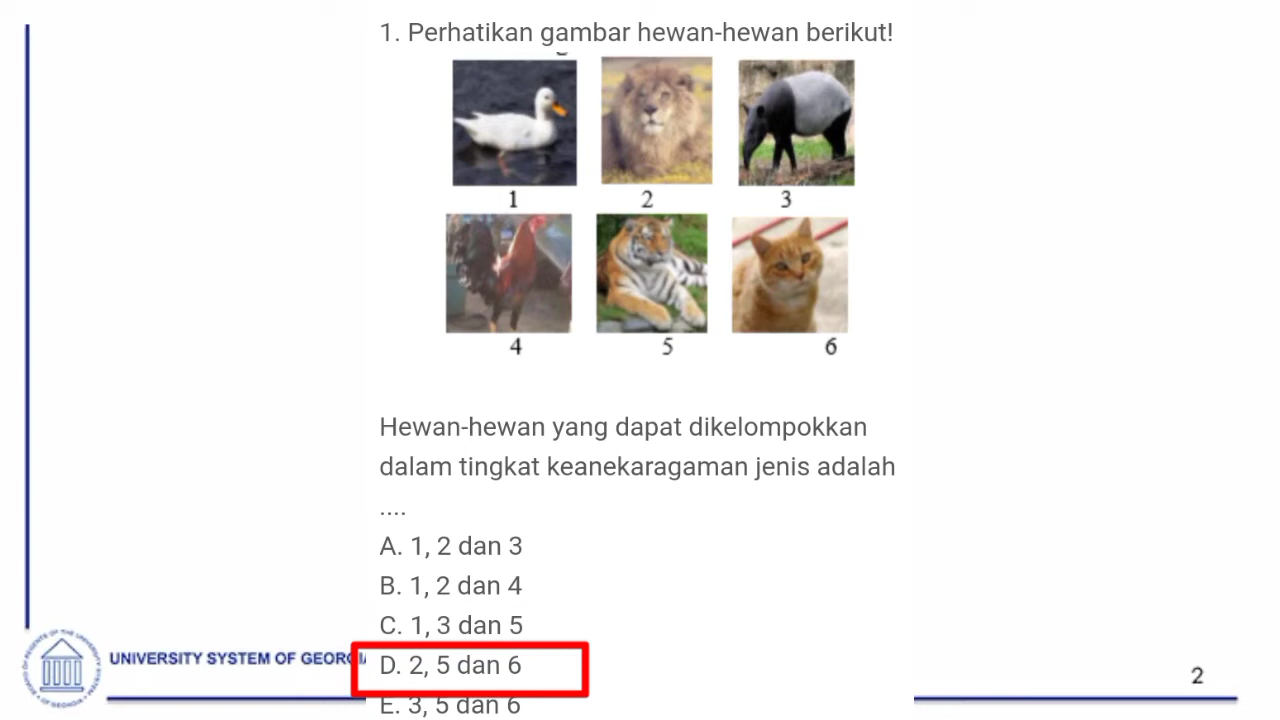 1. Perhatikan gambar hewan-hewan berikut!
1 2 3
4 5 6
Hewan-hewan yang dapat dikelompokkan
dalam tingkat keanekaragaman jenis adalah
....
A. 1, 2 dan 3
B. 1, 2 dan 4
C. 1, 3 dan 5
D. 2, 5 dan 6
E. 3, 5 dan 6
UNIVERSITY SYSTEM OF GEORGIA
2